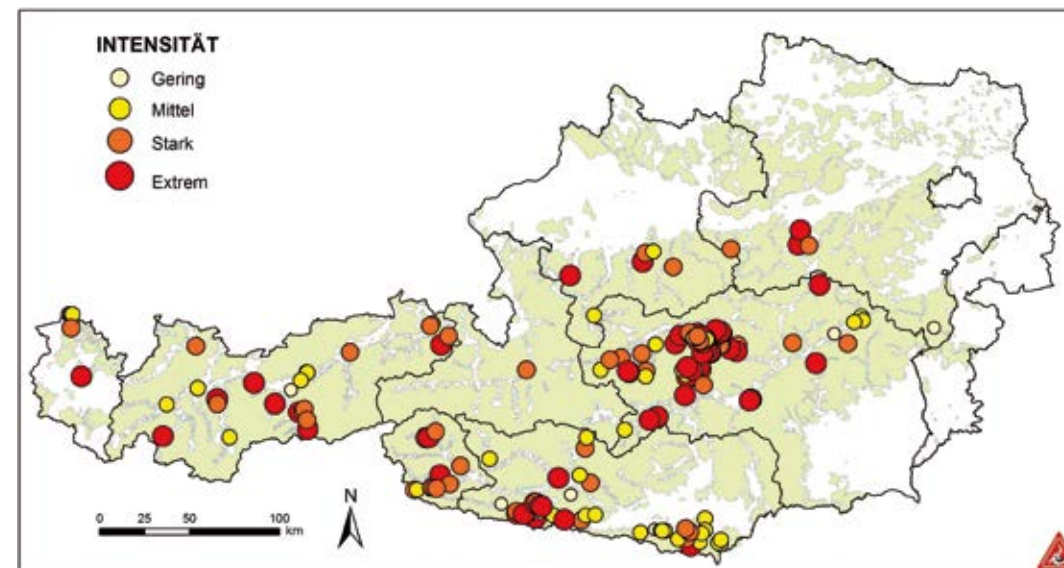 INTENSITÄT
Gering
Mittel
Stark
Extrem
N
0 25 50 100
km